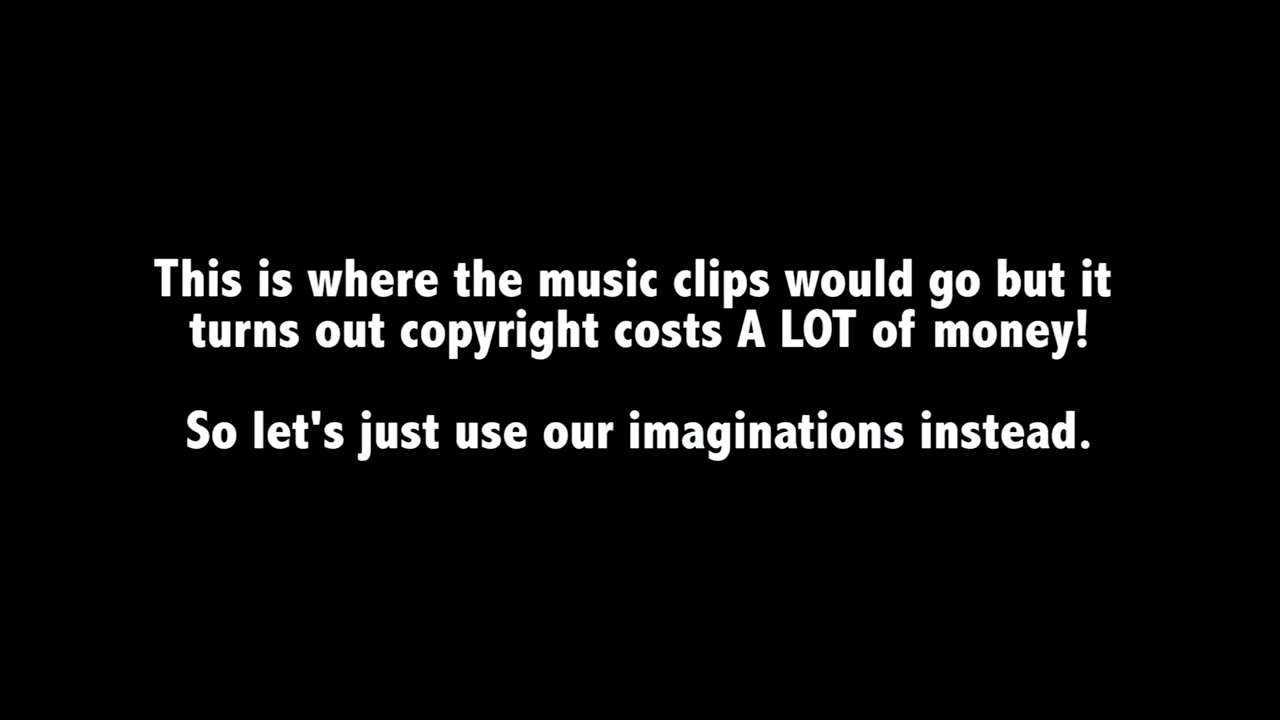 This is where the music clips would go but it
turns out copyright costs A LOT of money!
So let's just use our imaginations instead.